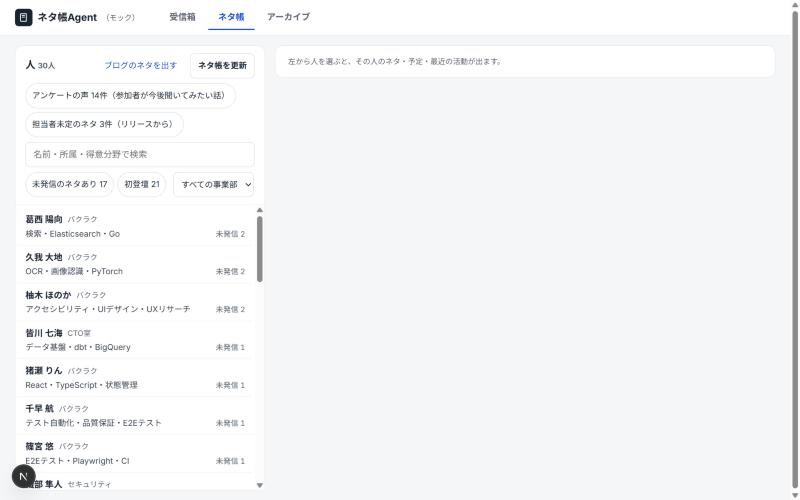 ネタ帳Agent （モック） 受信箱 ネタ帳 アーカイブ
人 30人 ブログのネタを出す ネタ帳を更新
アンケートの声 14件（参加者が今後聞いてみたい話）
担当者未定のネタ 3件（リリースから）
名前・所属・得意分野で検索
未発信のネタあり 17 初登壇 21 すべての事業部
葛西 陽向 バクラク
検索・Elasticsearch・Go 未発信 2
久我 大地 バクラク
OCR・画像認識・PyTorch 未発信 2
柚木 ほのか バクラク
アクセシビリティ・UIデザイン・UXリサーチ 未発信 2
皆川 七海 CTO室
データ基盤・dbt・BigQuery 未発信 1
猪瀬 りん バクラク
React・TypeScript・状態管理 未発信 1
千早 航 バクラク
テスト自動化・品質保証・E2Eテスト 未発信 1
篠宮 悠 バクラク
E2Eテスト・Playwright・CI 未発信 1
N 部 隼人 セキュリティ
左から人を選ぶと、その人のネタ・予定・最近の活動が出ます。